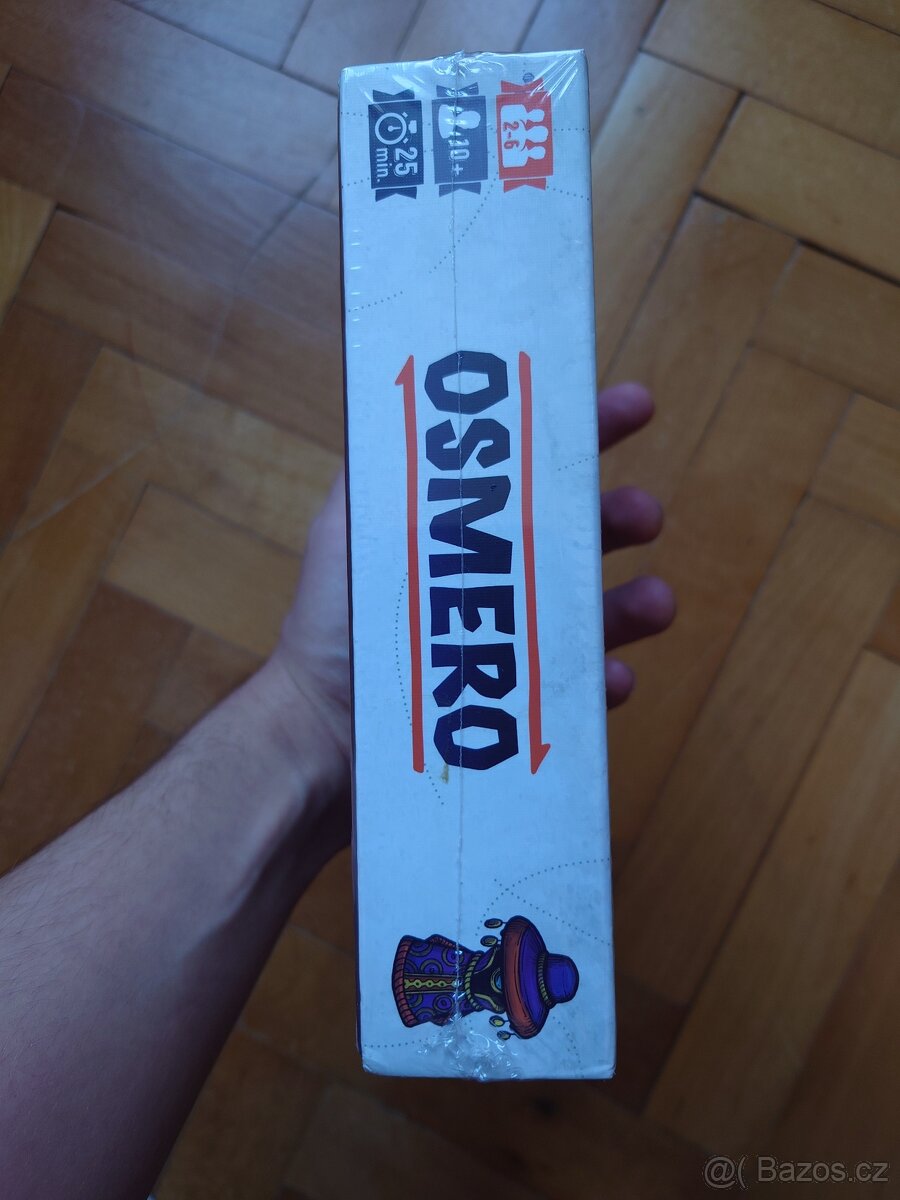 2-6
10+
25
min.
OSMERO
@( Bazos.cz